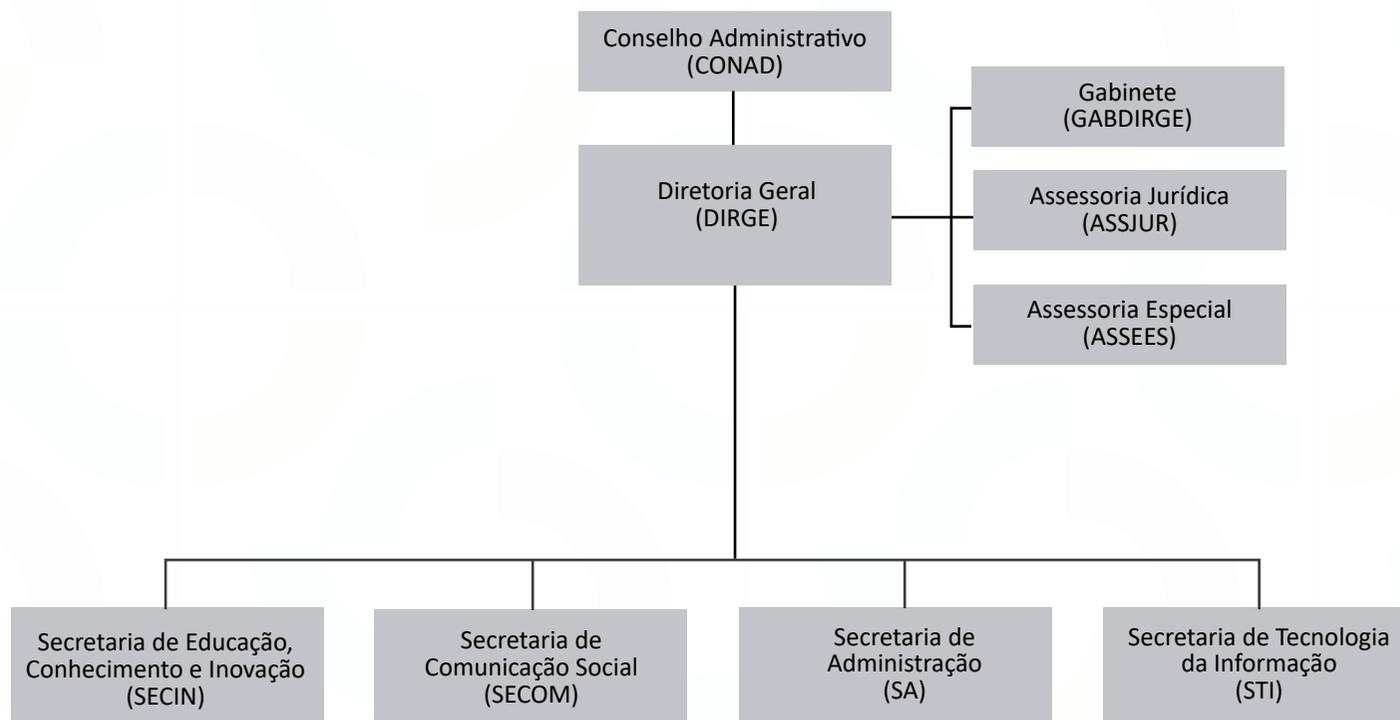 Conselho Administrativo
(CONAD)
Gabinete
(GABDIRGE)
Diretoria Geral
(DIRGE)
Assessoria Jurídica
(ASSJUR)
Assessoria Especial
(ASSEES)
Secretaria de Educação,
Conhecimento e Inovação
(SECIN)
Secretaria de
Comunicação Social
(SECOM)
Secretaria de
Administração
(SA)
Secretaria de Tecnologia
da Informação
(STI)